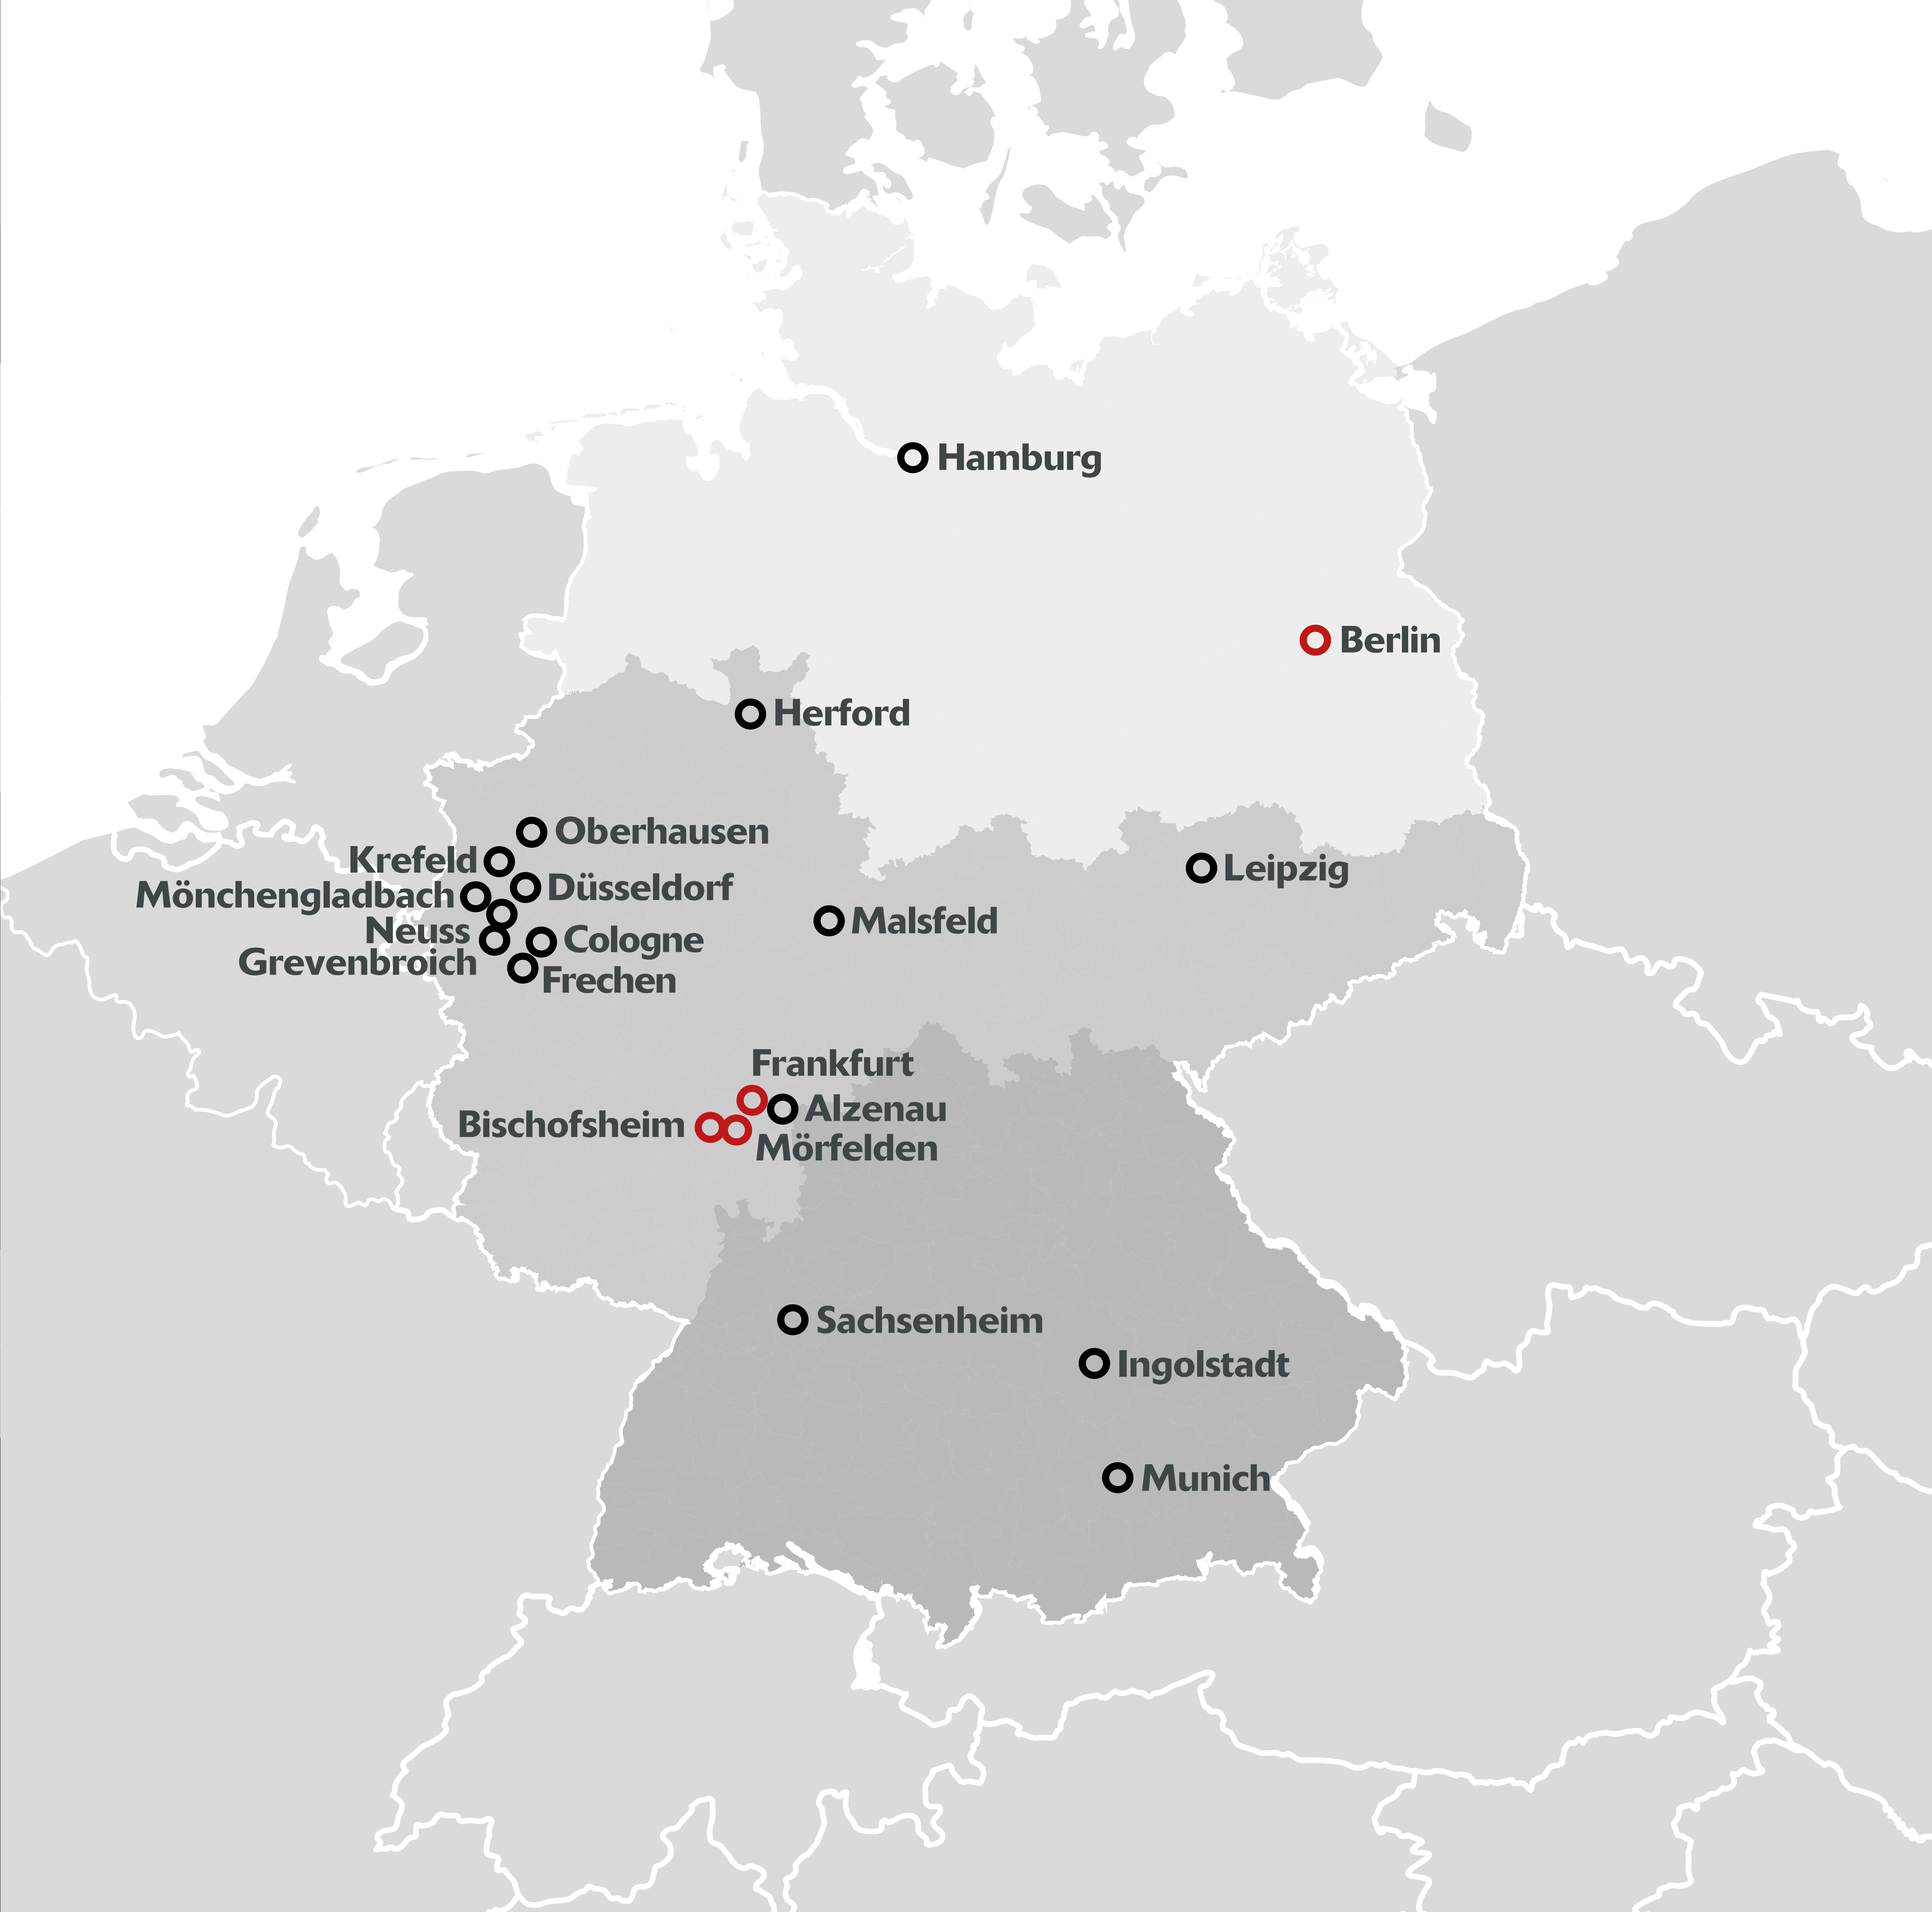 Hamburg
Berlin
Herford
Oberhausen
Krefeld
Leipzig
Düsseldorf
Mönchengladbach
Malsfeld
Neuss
Cologne
Grevenbroich
Frechen
Frankfurt
Alzenau
Bischofsheim
Mörfelden
Sachsenheim
Ingolstadt
Munich